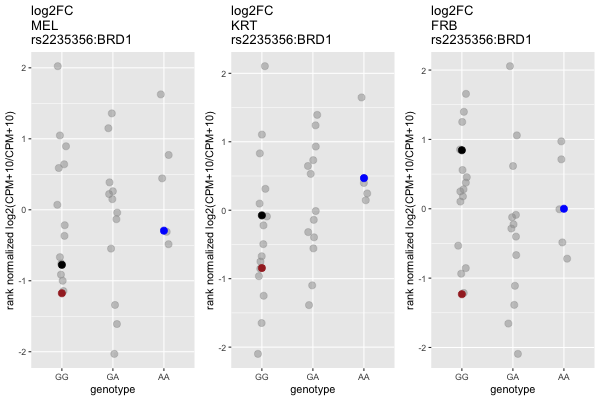 log2FC
MEL
rs2235356:BRD1
rank normalized log2(CPM+10/CPM+10)
2
1
0
-1
-2
GG
GA
AA
genotype
log2FC
KRT
rs2235356:BRD1
rank normalized log2(CPM+10/CPM+10)
2
1
0
-1
-2
GG
GA
AA
genotype
log2FC
FRB
rs2235356:BRD1
rank normalized log2(CPM+10/CPM+10)
2
1
0
-1
-2
GG
GA
AA
genotype